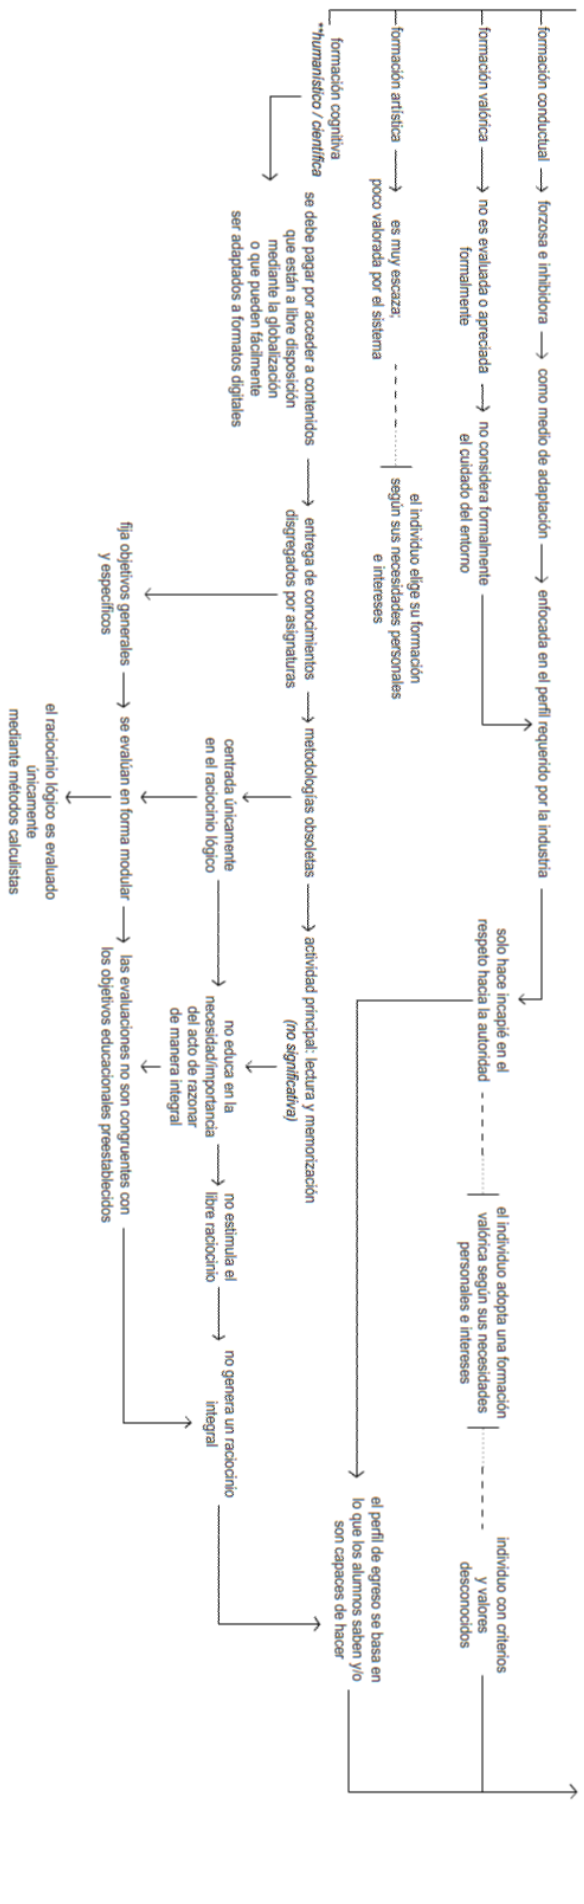 formación conductual
forzosa e inhibidora
como medio de adaptación
enfocada en el perfil requerido por la industria
solo hace incapié en el
respeto hacia la autoridad
formación valórica
no es evaluada o apreciada
formalmente
no considera formalmente
el cuidado del entorno
el individuo adopta una formación
valórica según sus necesidades
personales e intereses
individuo con criterios
y valores
desconocidos
formación artística
es muy escaza;
poco valorada por el sistema
el individuo elige su formación
según sus necesidades personales
e intereses
formación cognitiva
**humanístico / científica
se debe pagar por acceder a contenidos
que están a libre disposición
mediante la globalización
o que pueden fácilmente
ser adaptados a formatos digitales
entrega de conocimientos
disgregados por asignaturas
metodologías obsoletas
actividad principal: lectura y memorización
(no significativa)
el perfil de egreso se basa en
lo que los alumnos saben y/o
son capaces de hacer
centrada únicamente
en el raciocinio lógico
no educa en la
necesidad/importancia
del acto de razonar
de manera integral
no estimula el
libre raciocinio
no genera un raciocinio
integral
fija objetivos generales
y específicos
se evalúan en forma modular
las evaluaciones no son congruentes con
los objetivos educacionales preestablecidos
el raciocinio lógico es evaluado
únicamente
mediante métodos calculistas